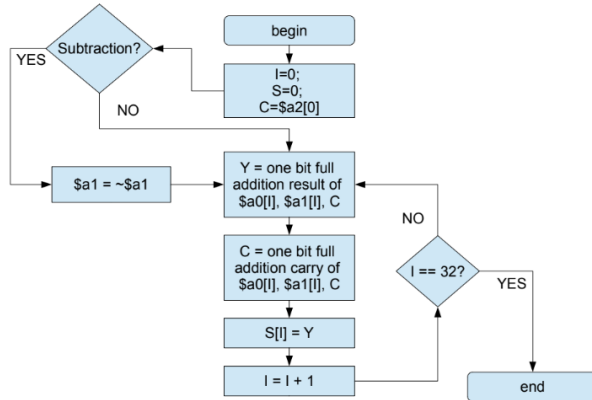 begin
I=0;
S=0;
C=$a2[0]
Subtraction?
YES
NO
$a1 = ~$a1
Y = one bit full
addition result of
$a0[I], $a1[I], C
C = one bit full
addition carry of
$a0[I], $a1[I], C
S[I] = Y
I = I + 1
I == 32?
NO
YES
end